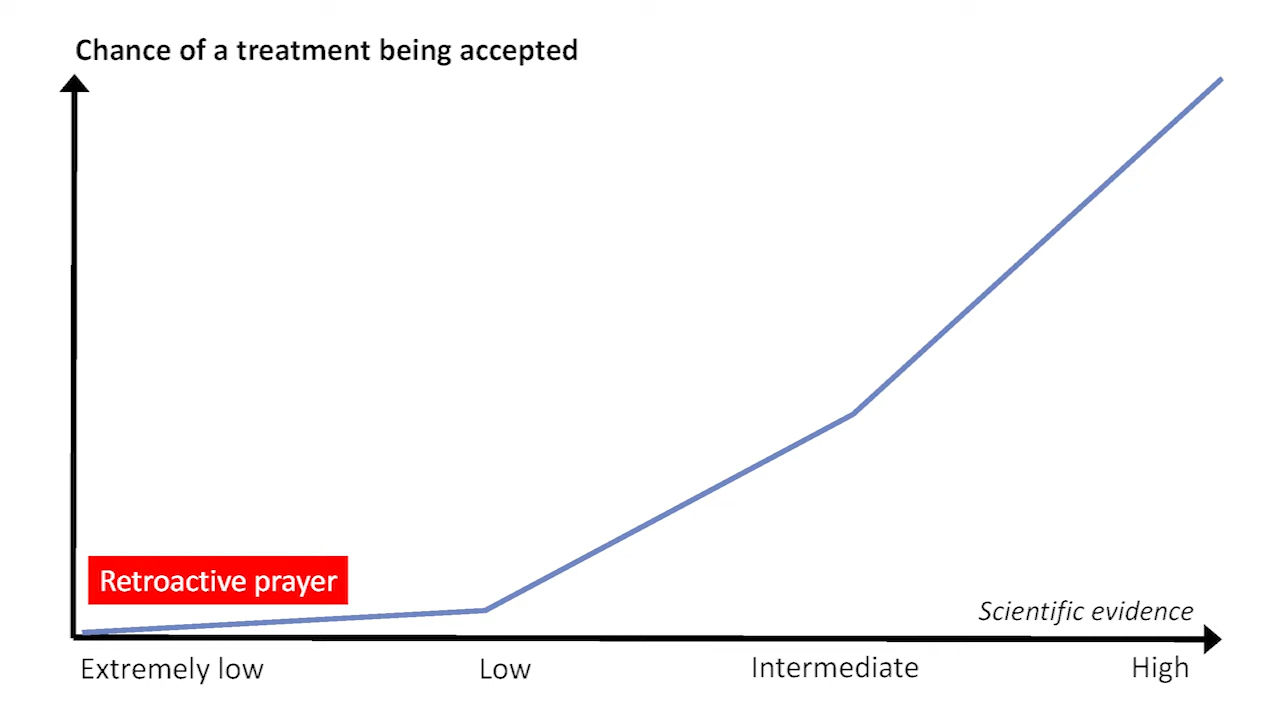 Chance of a treatment being accepted
Retroactive prayer
Scientific evidence
Extremely low
Low
Intermediate
High